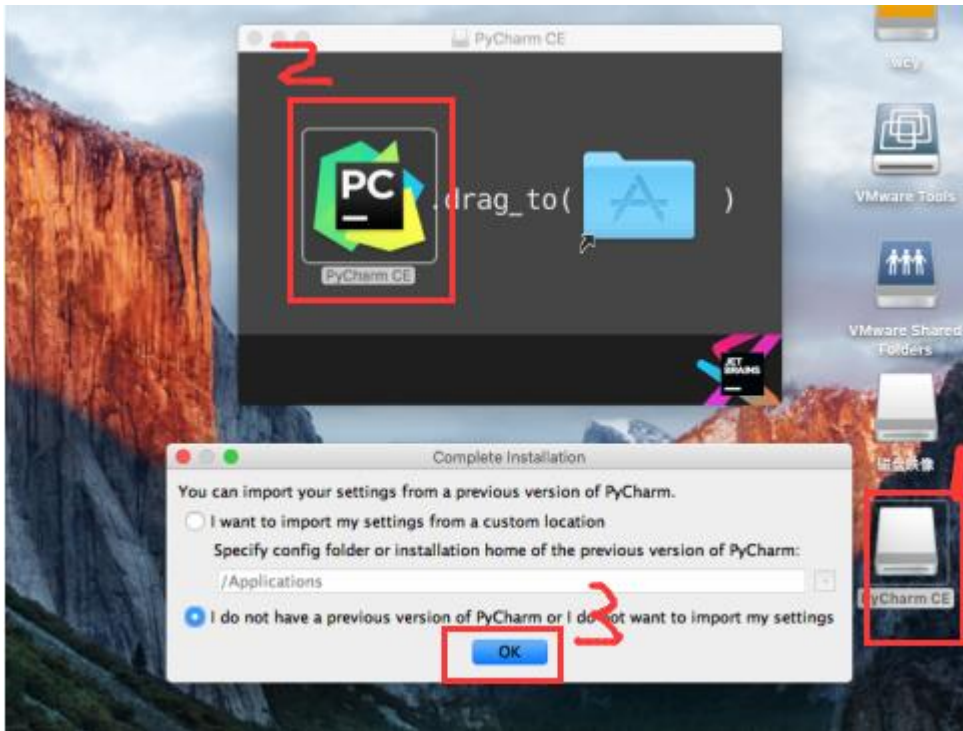 2
PyCharm CE
wcy
PC
.drag_to( )
PyCharm CE
VMware Tools
VMware Shared
Folders
JET
BRAINS
磁盘映像
1
PyCharm CE
Complete Installation
You can import your settings from a previous version of PyCharm.
I want to import my settings from a custom location
Specify config folder or installation home of the previous version of PyCharm:
/Applications
I do not have a previous version of PyCharm or I do not want to import my settings
3
OK